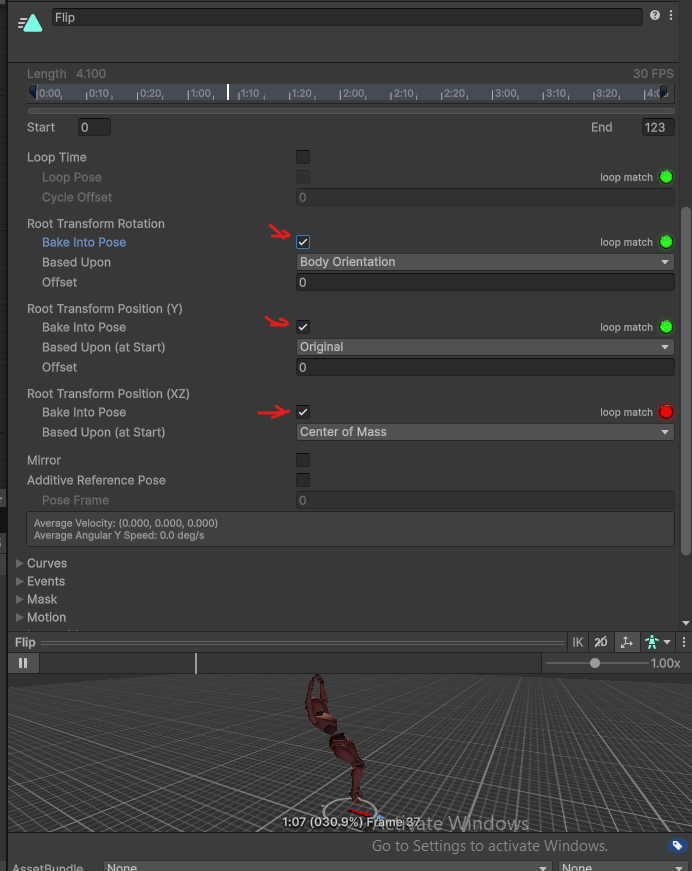 Flip
Length 4.100 30 FPS
0:00, 0:10, 0:20, 1:00, 1:10, 1:20, 2:00, 2:10, 2:20, 3:00, 3:10, 3:20, 4:0
Start 0 End 123
Loop Time
Loop Pose loop match
Cycle Offset 0
Root Transform Rotation
Bake Into Pose loop match
Based Upon Body Orientation
Offset 0
Root Transform Position (Y)
Bake Into Pose loop match
Based Upon (at Start) Original
Offset 0
Root Transform Position (XZ)
Bake Into Pose loop match
Based Upon (at Start) Center of Mass
Mirror
Additive Reference Pose
Pose Frame 0
Average Velocity: (0.000, 0.000, 0.000)
Average Angular Y Speed: 0.0 deg/s
Curves
Events
Mask
Motion
Flip IK 2D
1.00x
1:07 (030.9%) Frame 37
Activate Windows
Go to Settings to activate Windows.
AssetBundle None None